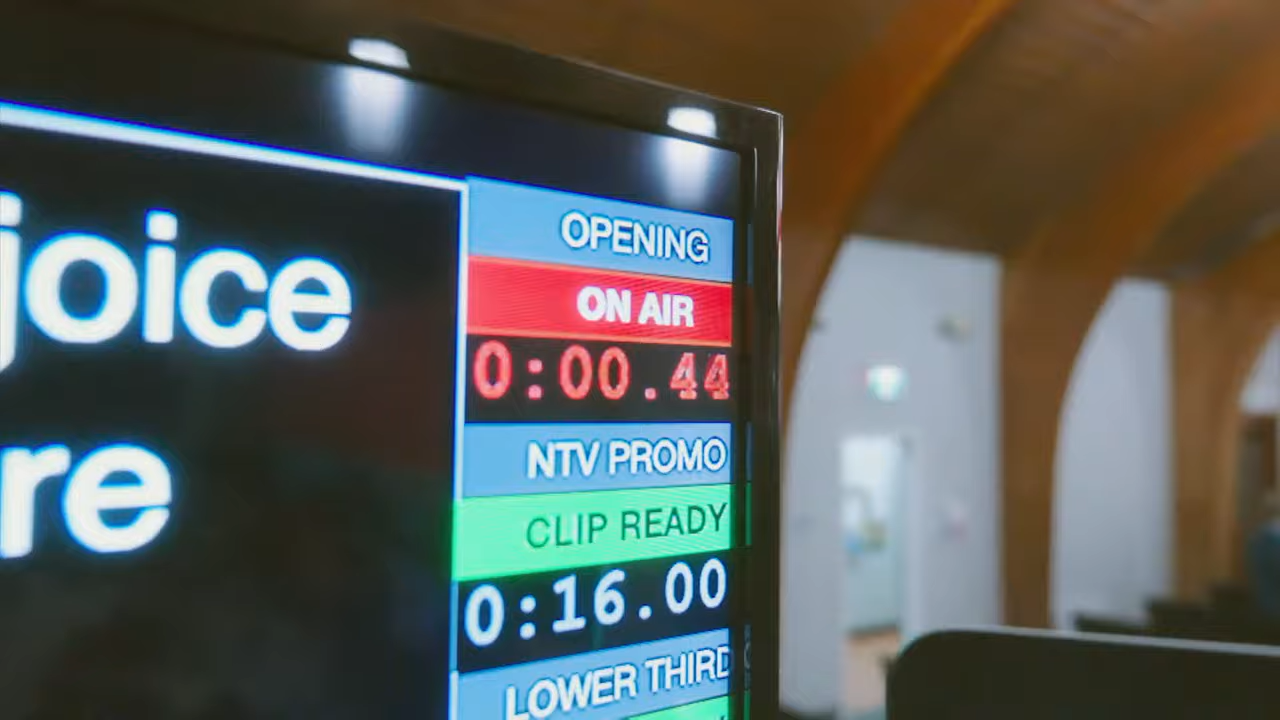 joice
re
OPENING
ON AIR
0:00.44
NTV PROMO
CLIP READY
0:16.00
LOWER THIRD